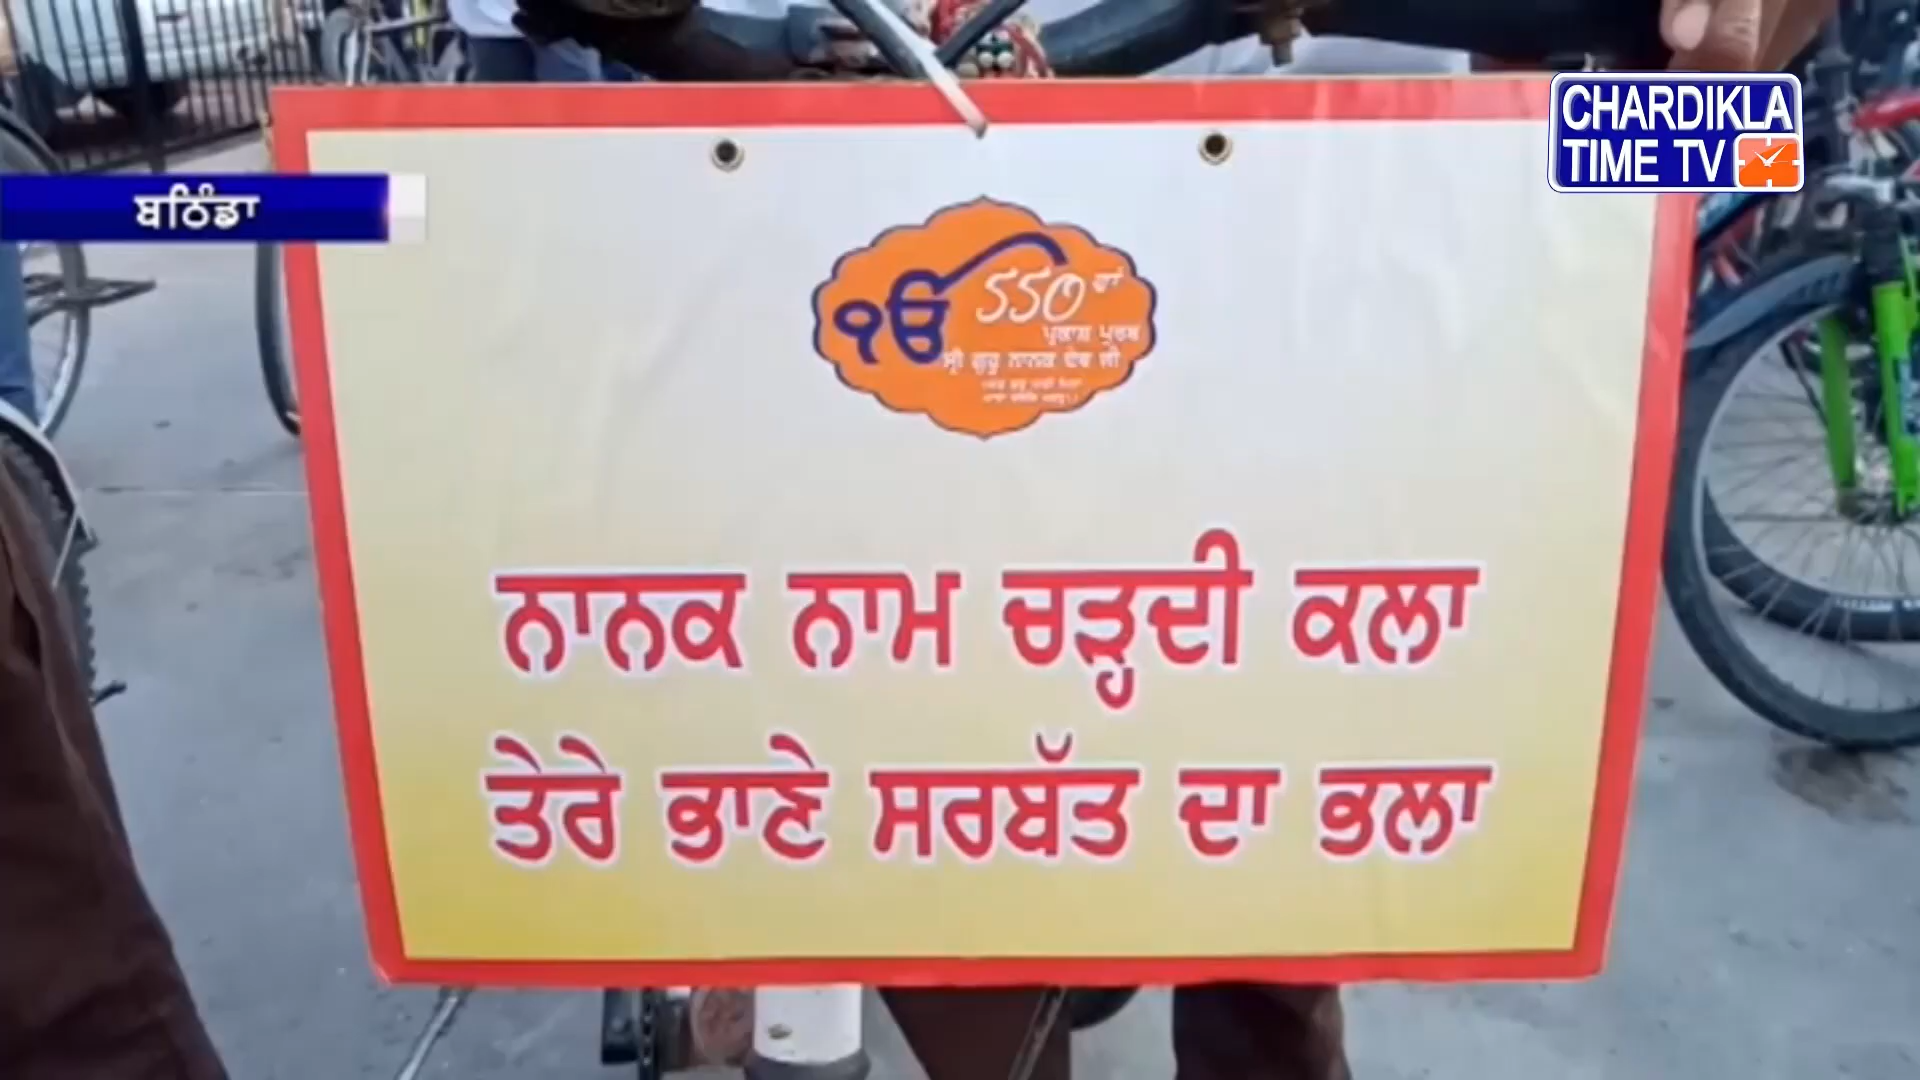 CHARDIKLA
TIME TV
ਬਠਿੰਡਾ
ੴ 550 ਵਾਂ
ਪ੍ਰਕਾਸ਼ ਪੁਰਬ
ਸ੍ਰੀ ਗੁਰੂ ਨਾਨਕ ਦੇਵ ਜੀ
ਨਾਨਕ ਨਾਮ ਚੜ੍ਹਦੀ ਕਲਾ
ਤੇਰੇ ਭਾਣੇ ਸਰਬੱਤ ਦਾ ਭਲਾ